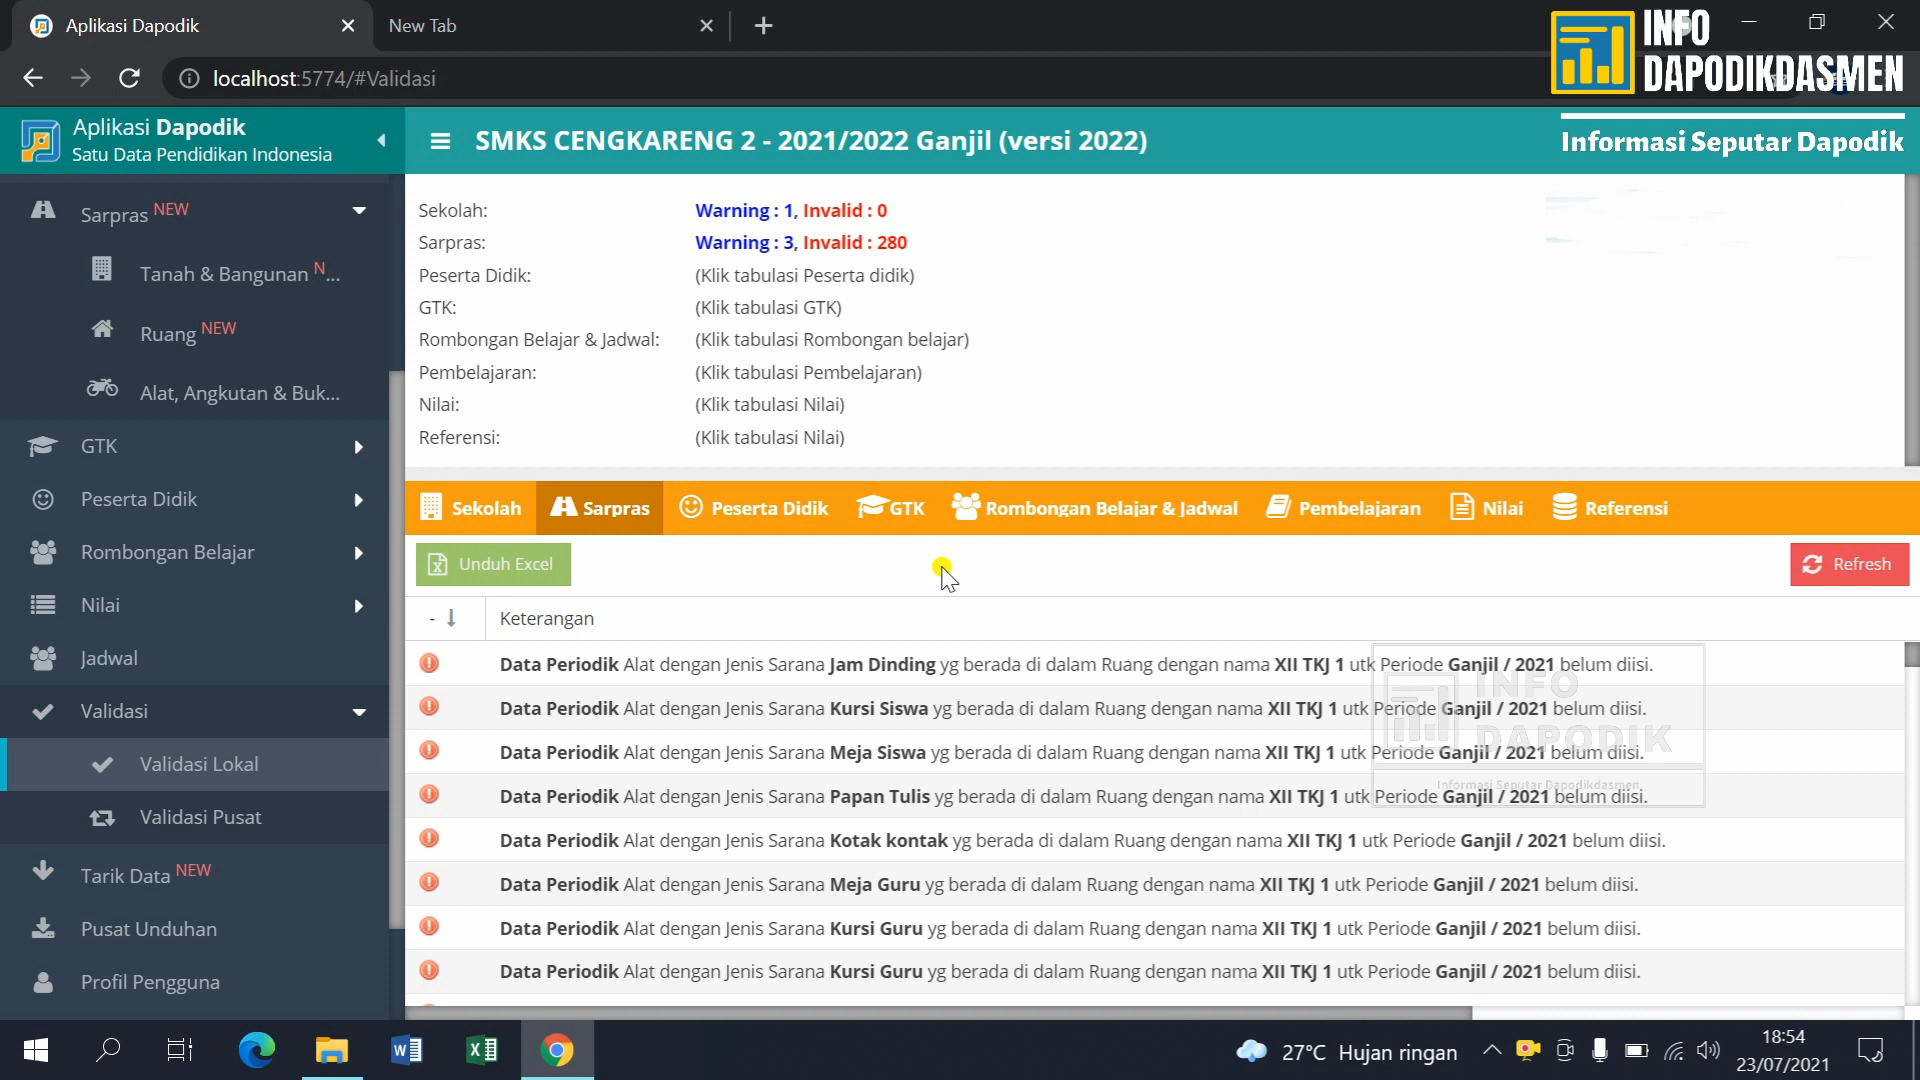 Aplikasi Dapodik
New Tab
localhost:5774/#Validasi
INFO
DAPODIKDASMEN
Informasi Seputar Dapodik
Aplikasi Dapodik
Satu Data Pendidikan Indonesia
SMKS CENGKARENG 2 - 2021/2022 Ganjil (versi 2022)
Sarpras NEW
Tanah & Bangunan N...
Ruang NEW
Alat, Angkutan & Buk...
GTK
Peserta Didik
Rombongan Belajar
Nilai
Jadwal
Validasi
Validasi Lokal
Validasi Pusat
Tarik Data NEW
Pusat Unduhan
Profil Pengguna
Sekolah: Warning : 1, Invalid : 0
Sarpras: Warning : 3, Invalid : 280
Peserta Didik: (Klik tabulasi Peserta didik)
GTK: (Klik tabulasi GTK)
Rombongan Belajar & Jadwal: (Klik tabulasi Rombongan belajar)
Pembelajaran: (Klik tabulasi Pembelajaran)
Nilai: (Klik tabulasi Nilai)
Referensi: (Klik tabulasi Nilai)
Sekolah Sarpras Peserta Didik GTK Rombongan Belajar & Jadwal Pembelajaran Nilai Referensi
Unduh Excel
Refresh
- Keterangan
Data Periodik Alat dengan Jenis Sarana Jam Dinding yg berada di dalam Ruang dengan nama XII TKJ 1 utk Periode Ganjil / 2021 belum diisi.
Data Periodik Alat dengan Jenis Sarana Kursi Siswa yg berada di dalam Ruang dengan nama XII TKJ 1 utk Periode Ganjil / 2021 belum diisi.
Data Periodik Alat dengan Jenis Sarana Meja Siswa yg berada di dalam Ruang dengan nama XII TKJ 1 utk Periode Ganjil / 2021 belum diisi.
Data Periodik Alat dengan Jenis Sarana Papan Tulis yg berada di dalam Ruang dengan nama XII TKJ 1 utk Periode Ganjil / 2021 belum diisi.
Data Periodik Alat dengan Jenis Sarana Kotak kontak yg berada di dalam Ruang dengan nama XII TKJ 1 utk Periode Ganjil / 2021 belum diisi.
Data Periodik Alat dengan Jenis Sarana Meja Guru yg berada di dalam Ruang dengan nama XII TKJ 1 utk Periode Ganjil / 2021 belum diisi.
Data Periodik Alat dengan Jenis Sarana Kursi Guru yg berada di dalam Ruang dengan nama XII TKJ 1 utk Periode Ganjil / 2021 belum diisi.
Data Periodik Alat dengan Jenis Sarana Kursi Guru yg berada di dalam Ruang dengan nama XII TKJ 1 utk Periode Ganjil / 2021 belum diisi.
INFO
DAPODIK
Informasi Seputar Dapodikdasmen
27°C Hujan ringan
18:54
23/07/2021